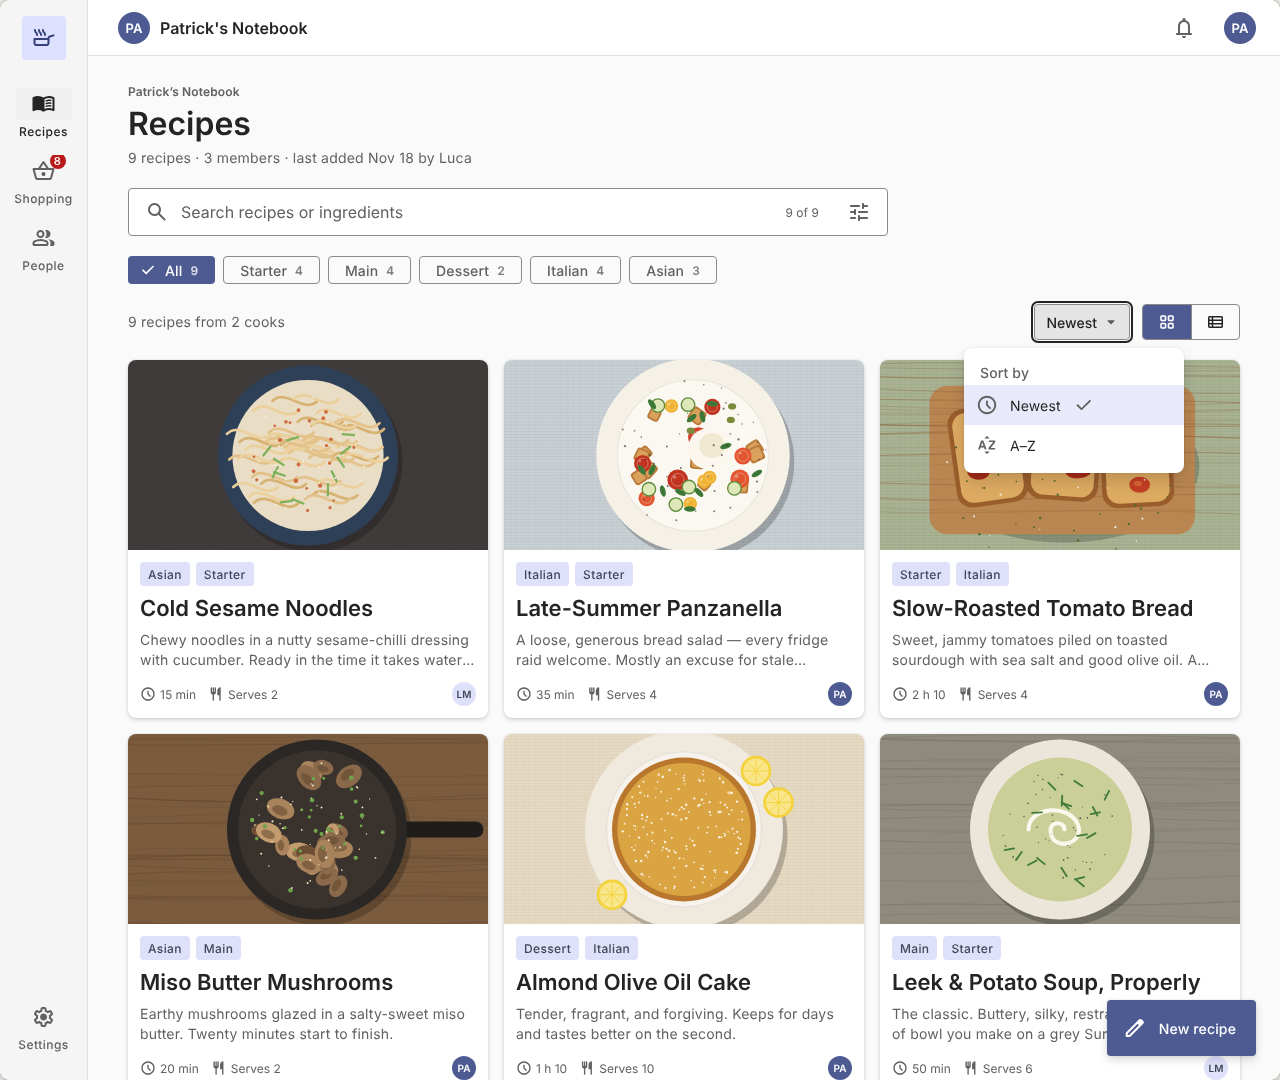 PA Patrick's Notebook
PA
Recipes
8
Shopping
People
Settings
Patrick's Notebook
Recipes
9 recipes · 3 members · last added Nov 18 by Luca
Search recipes or ingredients 9 of 9
All 9 Starter 4 Main 4 Dessert 2 Italian 4 Asian 3
9 recipes from 2 cooks
Newest
Sort by
Newest
AZ A–Z
Asian Starter
Cold Sesame Noodles
Chewy noodles in a nutty sesame-chilli dressing
with cucumber. Ready in the time it takes water...
15 min Serves 2 LM
Italian Starter
Late-Summer Panzanella
A loose, generous bread salad — every fridge
raid welcome. Mostly an excuse for stale...
35 min Serves 4 PA
Starter Italian
Slow-Roasted Tomato Bread
Sweet, jammy tomatoes piled on toasted
sourdough with sea salt and good olive oil. A...
2 h 10 Serves 4 PA
Asian Main
Miso Butter Mushrooms
Earthy mushrooms glazed in a salty-sweet miso
butter. Twenty minutes start to finish.
20 min Serves 2 PA
Dessert Italian
Almond Olive Oil Cake
Tender, fragrant, and forgiving. Keeps for days
and tastes better on the second.
1 h 10 Serves 10 PA
Main Starter
Leek & Potato Soup, Properly
The classic. Buttery, silky,
of bowl you make on a grey
50 min Serves 6 LM
New recipe